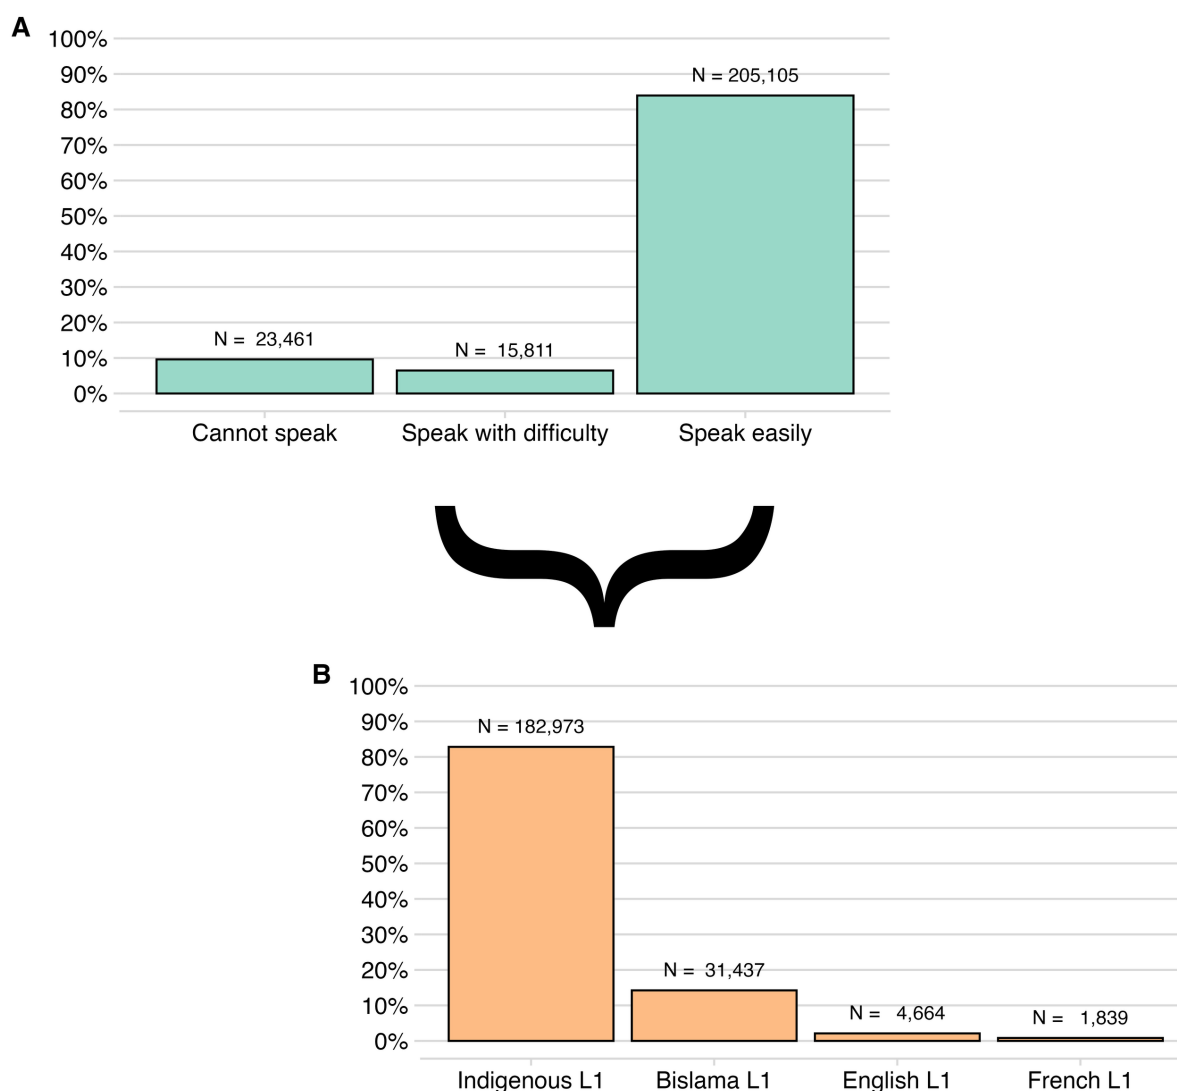 A
100%
90%
N = 205,105
80%
70%
60%
50%
40%
30%
20%
N = 23,461
N = 15,811
10%
0%
Cannot speak Speak with difficulty Speak easily
B
100%
90%
N = 182,973
80%
70%
60%
50%
40%
30%
20%
N = 31,437
10%
N = 4,664
N = 1,839
0%
Indigenous L1 Bislama L1 English L1 French L1